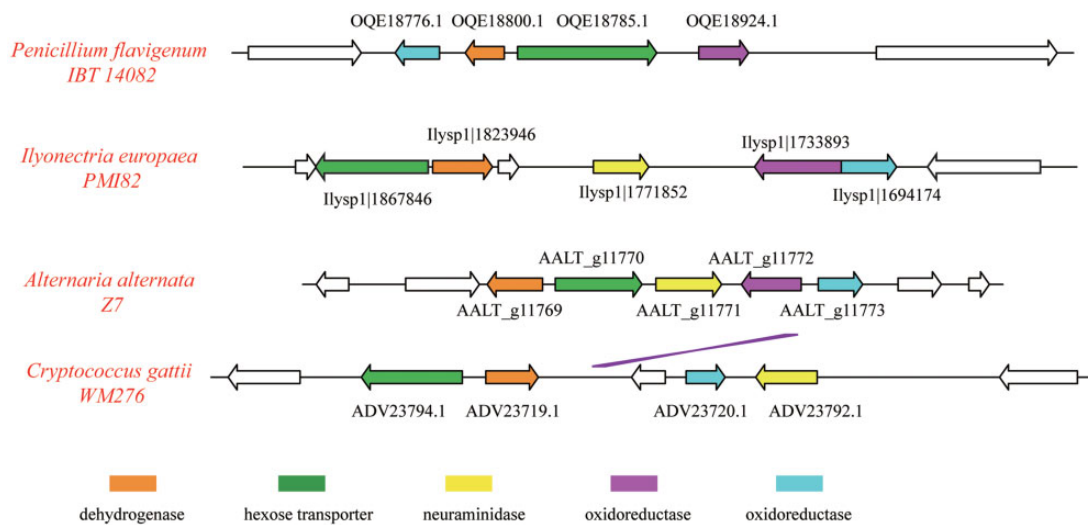 OQE18776.1 OQE18800.1 OQE18785.1 OQE18924.1
Penicillium flavigenum
IBT 14082
Ilysp1|1823946 Ilysp1|1733893
Ilyonectria europaea
PMI82
Ilysp1|1867846 Ilysp1|1771852 Ilysp1|1694174
AALT_g11770 AALT_g11772
Alternaria alternata
Z7
AALT_g11769 AALT_g11771 AALT_g11773
Cryptococcus gattii
WM276
ADV23794.1 ADV23719.1 ADV23720.1 ADV23792.1
dehydrogenase hexose transporter neuraminidase oxidoreductase oxidoreductase